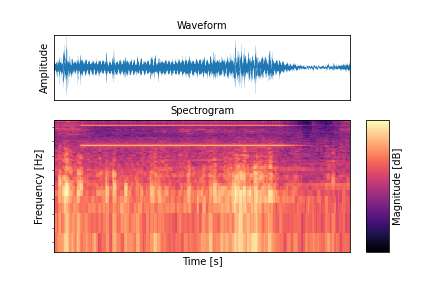 Waveform
Amplitude
Spectrogram
Frequency [Hz]
Magnitude [dB]
Time [s]